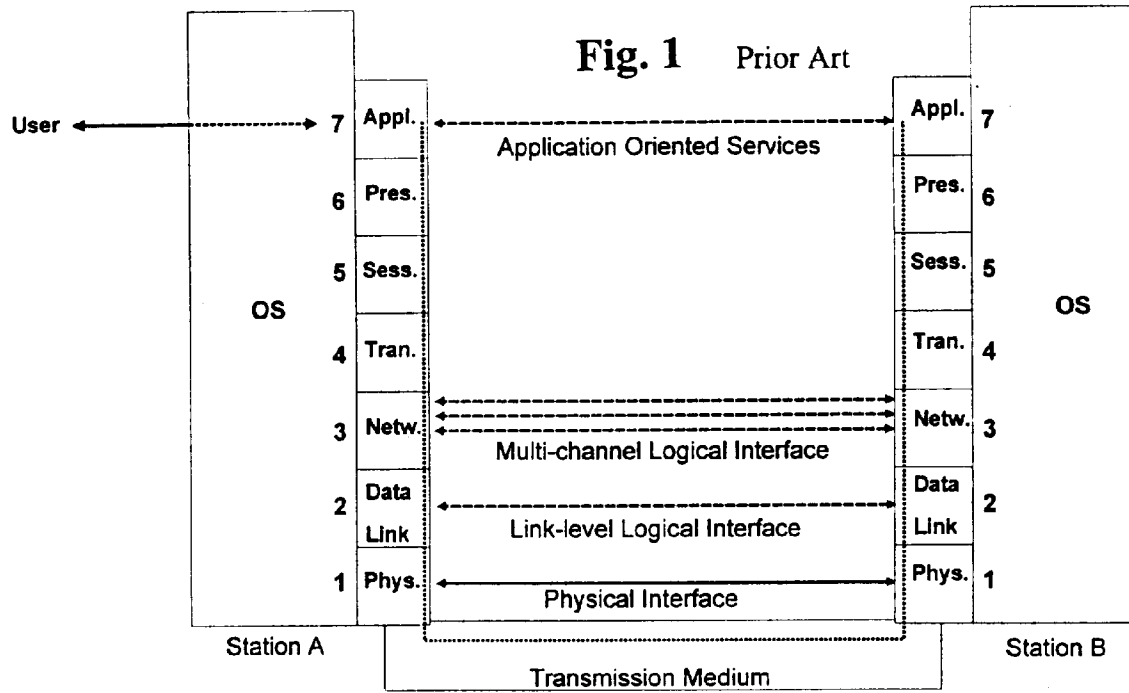 Fig. 1 Prior Art
User
7 Appl.
Application Oriented Services
Appl. 7
6 Pres.
Pres. 6
5 Sess.
Sess. 5
OS
OS
4 Tran.
Tran. 4
3 Netw.
Multi-channel Logical Interface
Netw. 3
2 Data Link
Link-level Logical Interface
Data Link 2
1 Phys.
Physical Interface
Phys. 1
Station A
Transmission Medium
Station B